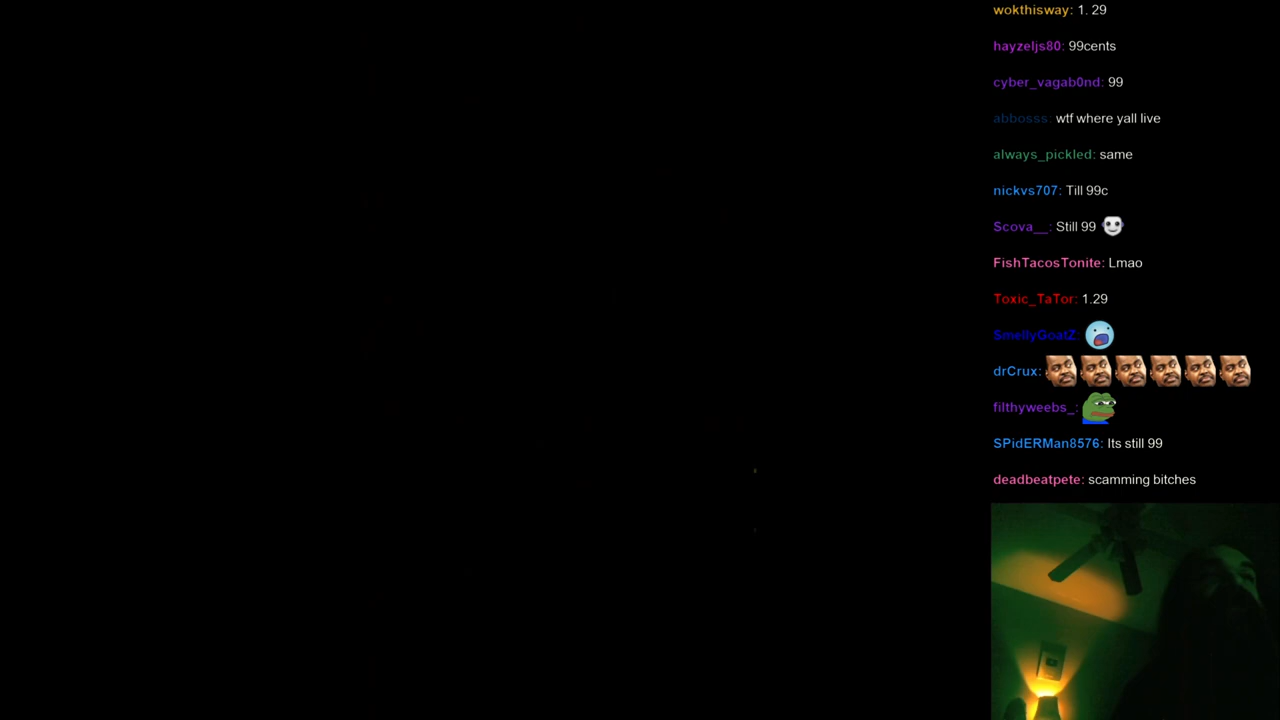 wokthisway: 1. 29
hayzeljs80: 99cents
cyber_vagab0nd: 99
abbosss: wtf where yall live
always_pickled: same
nickvs707: Till 99c
Scova__: Still 99
FishTacosTonite: Lmao
Toxic_TaTor: 1.29
SmellyGoatZ:
drCrux:
filthyweebs_:
SPidERMan8576: Its still 99
deadbeatpete: scamming bitches